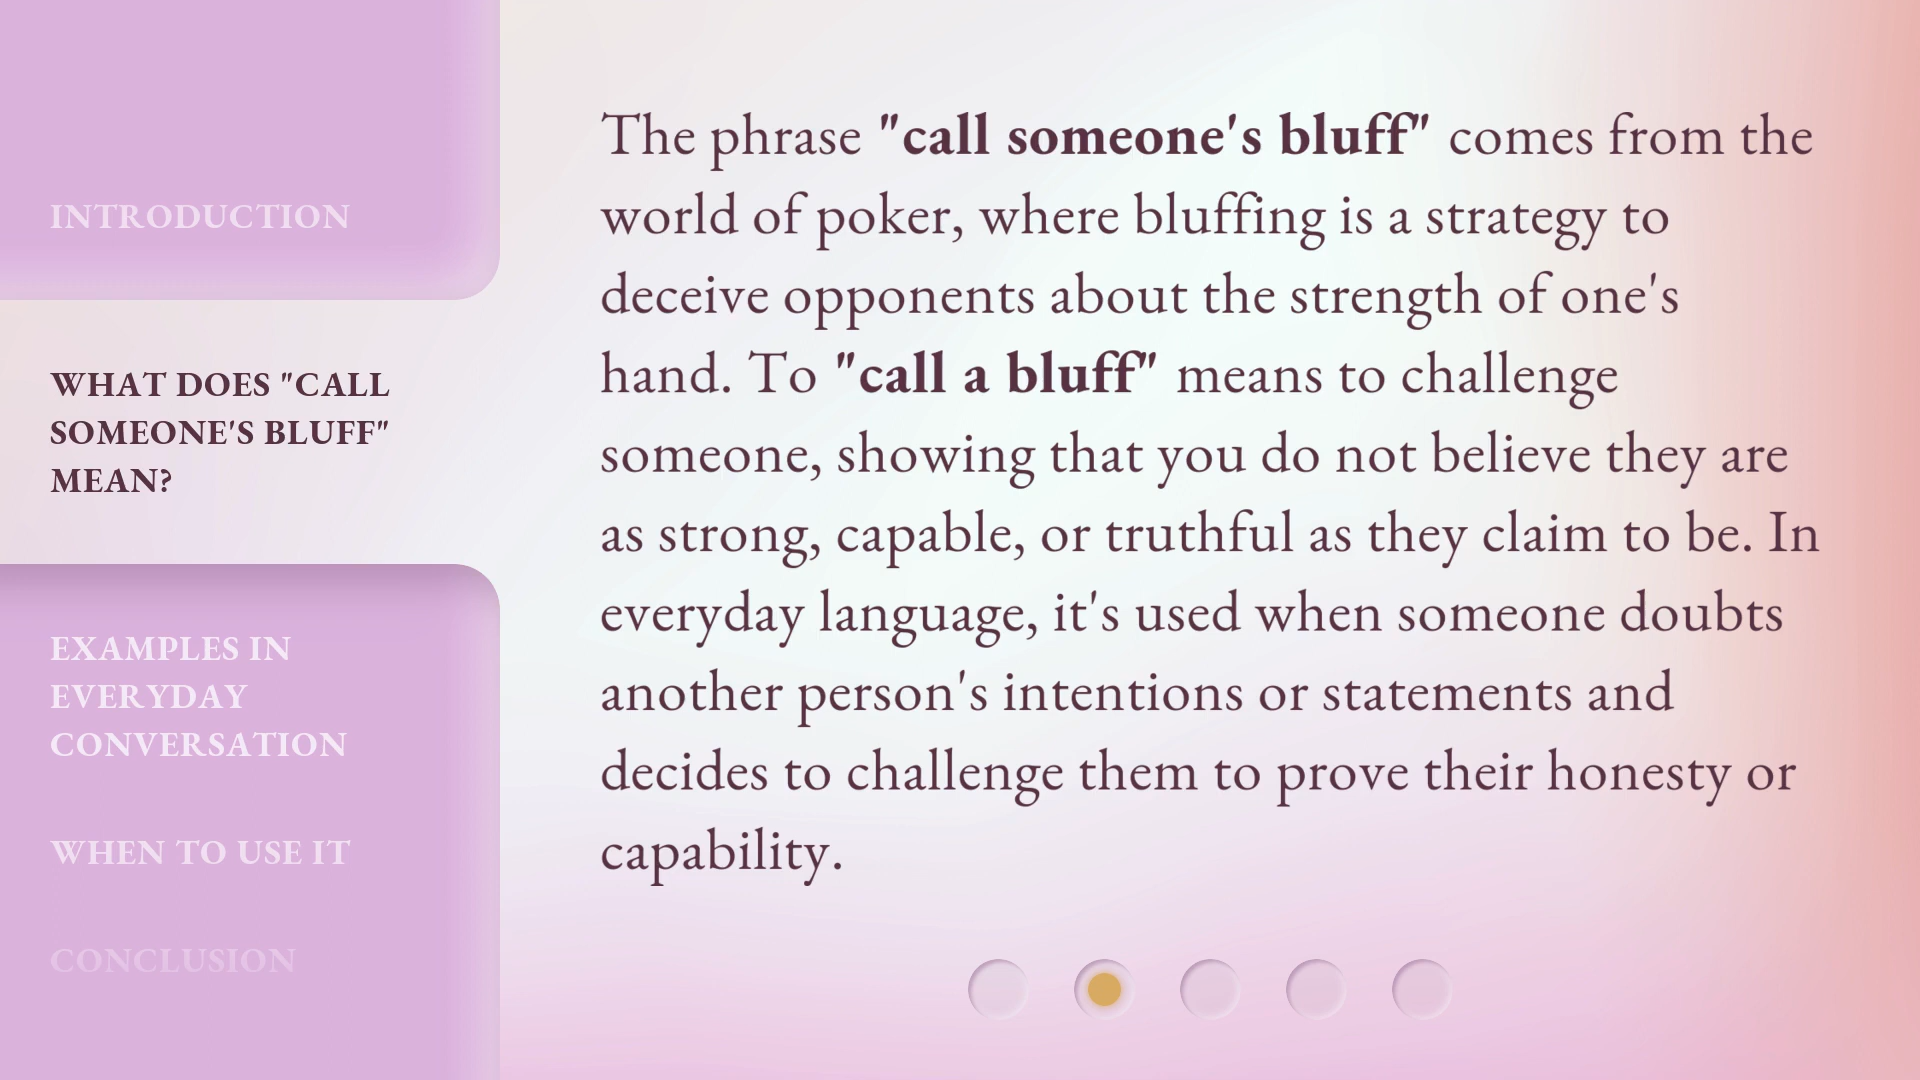 INTRODUCTION
WHAT DOES "CALL
SOMEONE'S BLUFF"
MEAN?
EXAMPLES IN
EVERYDAY
CONVERSATION
WHEN TO USE IT
CONCLUSION
The phrase "call someone's bluff" comes from the
world of poker, where bluffing is a strategy to
deceive opponents about the strength of one's
hand. To "call a bluff" means to challenge
someone, showing that you do not believe they are
as strong, capable, or truthful as they claim to be. In
everyday language, it's used when someone doubts
another person's intentions or statements and
decides to challenge them to prove their honesty or
capability.